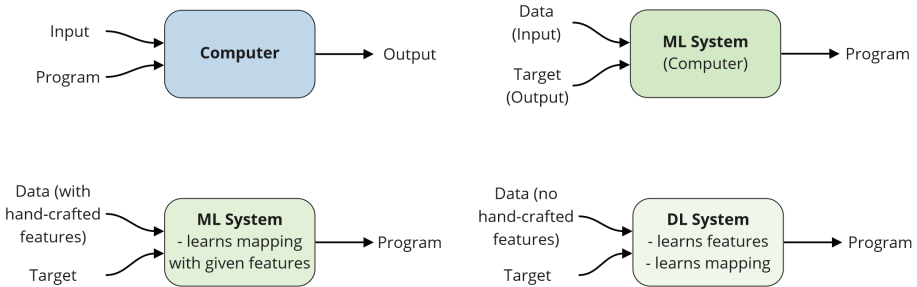 Input
Program
Computer
Output
Data
(Input)
Target
(Output)
ML System
(Computer)
Program
Data (with
hand-crafted
features)
Target
ML System
- learns mapping
with given features
Program
Data (no
hand-crafted
features)
Target
DL System
- learns features
- learns mapping
Program